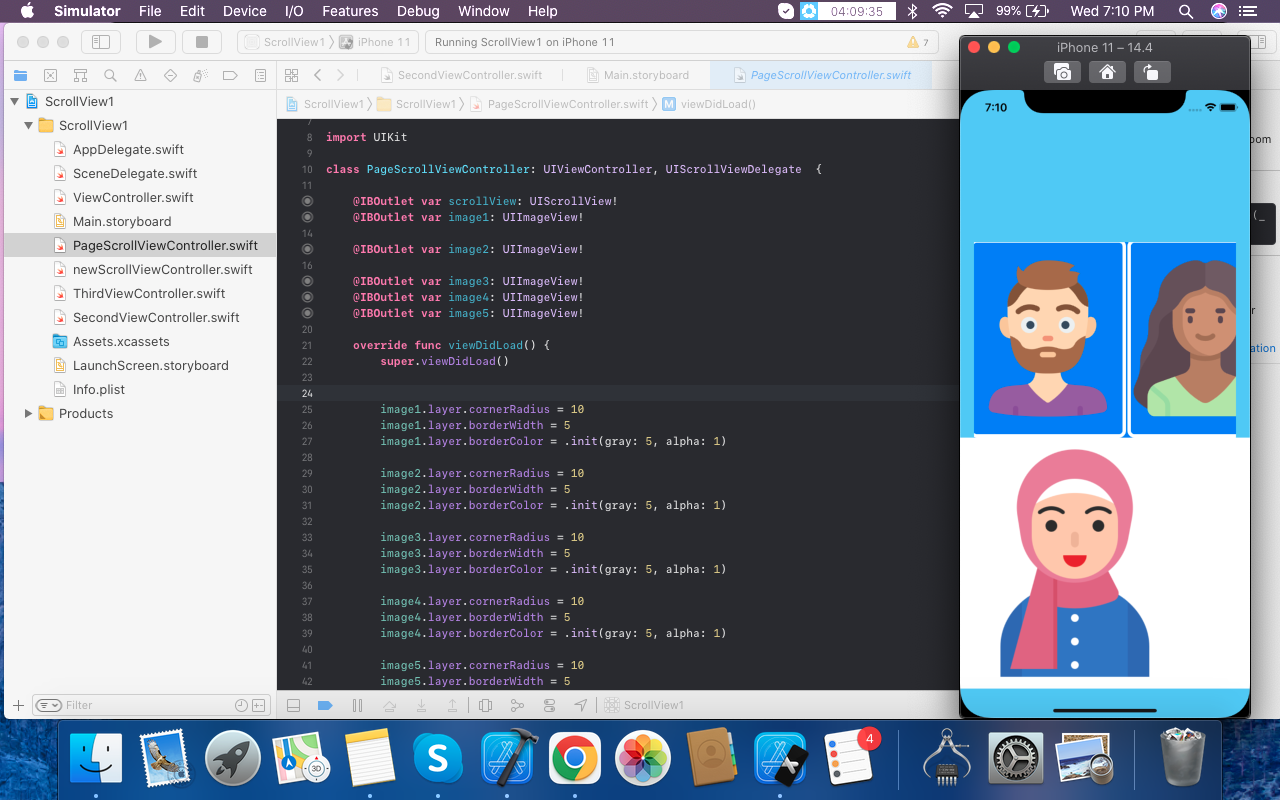 Simulator File Edit Device I/O Features Debug Window Help 04:09:35 99% Wed 7:10 PM
ScrollView1 iPhone 11 Running ScrollView1 on iPhone 11 7
iPhone 11 – 14.4
SecondViewController.swift Main.storyboard PageScrollViewController.swift
ScrollView1 ScrollView1 PageScrollViewController.swift M viewDidLoad()
ScrollView1
ScrollView1
AppDelegate.swift
SceneDelegate.swift
ViewController.swift
Main.storyboard
PageScrollViewController.swift
newScrollViewController.swift
ThirdViewController.swift
SecondViewController.swift
Assets.xcassets
LaunchScreen.storyboard
Info.plist
Products
Filter
7
8 import UIKit
9
10 class PageScrollViewController: UIViewController, UIScrollViewDelegate {
11
@IBOutlet var scrollView: UIScrollView!
@IBOutlet var image1: UIImageView!
14
@IBOutlet var image2: UIImageView!
16
@IBOutlet var image3: UIImageView!
@IBOutlet var image4: UIImageView!
@IBOutlet var image5: UIImageView!
20
21 override func viewDidLoad() {
22 super.viewDidLoad()
23
24
25 image1.layer.cornerRadius = 10
26 image1.layer.borderWidth = 5
27 image1.layer.borderColor = .init(gray: 5, alpha: 1)
28
29 image2.layer.cornerRadius = 10
30 image2.layer.borderWidth = 5
31 image2.layer.borderColor = .init(gray: 5, alpha: 1)
32
33 image3.layer.cornerRadius = 10
34 image3.layer.borderWidth = 5
35 image3.layer.borderColor = .init(gray: 5, alpha: 1)
36
37 image4.layer.cornerRadius = 10
38 image4.layer.borderWidth = 5
39 image4.layer.borderColor = .init(gray: 5, alpha: 1)
40
41 image5.layer.cornerRadius = 10
42 image5.layer.borderWidth = 5
ScrollView1
7:10
oom
(_
r
ation
3D
S
4